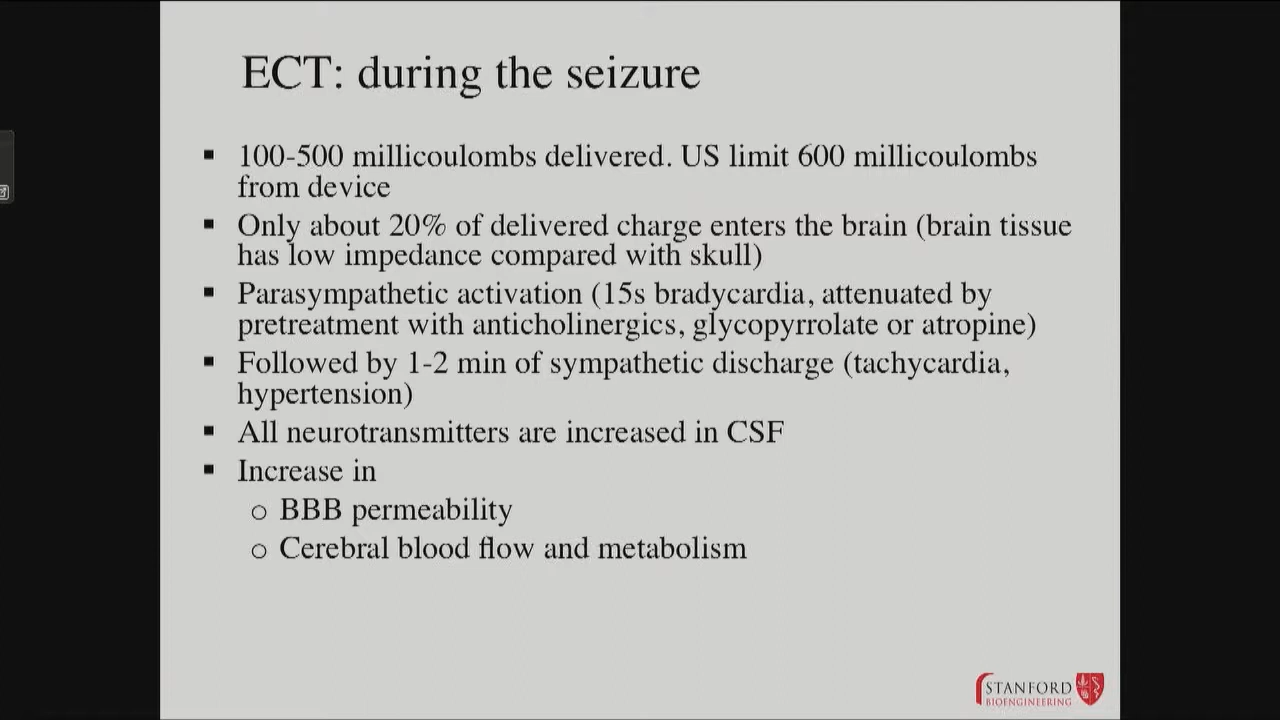 ECT: during the seizure
▪ 100-500 millicoulombs delivered. US limit 600 millicoulombs
from device
▪ Only about 20% of delivered charge enters the brain (brain tissue
has low impedance compared with skull)
▪ Parasympathetic activation (15s bradycardia, attenuated by
pretreatment with anticholinergics, glycopyrrolate or atropine)
▪ Followed by 1-2 min of sympathetic discharge (tachycardia,
hypertension)
▪ All neurotransmitters are increased in CSF
▪ Increase in
○ BBB permeability
○ Cerebral blood flow and metabolism
STANFORD
BIOENGINEERING